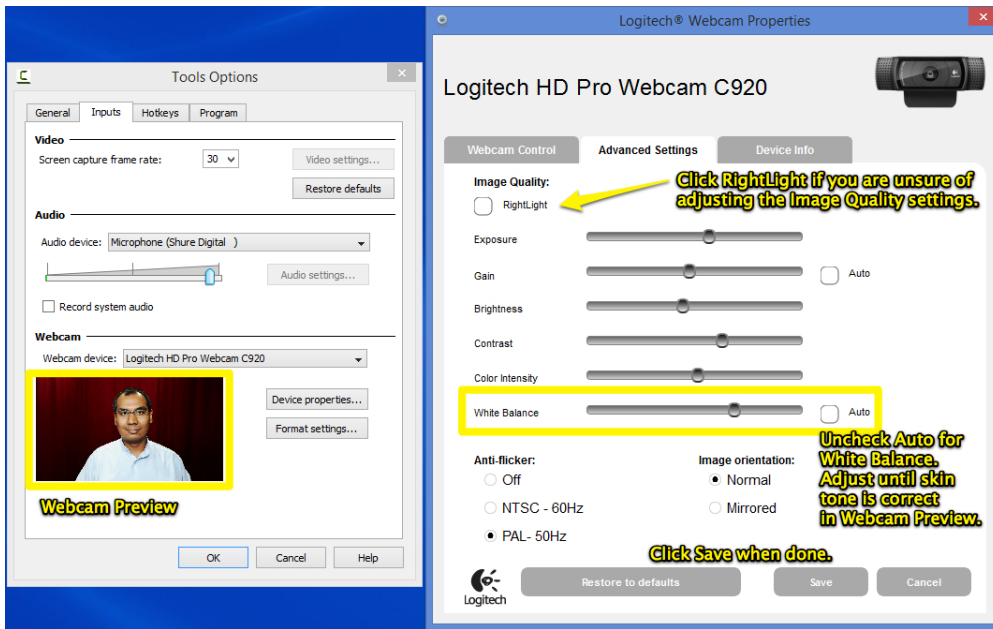 Tools Options
General Inputs Hotkeys Program
Video
Screen capture frame rate: 30 Video settings...
Restore defaults
Audio
Audio device: Microphone (Shure Digital )
Audio settings...
Record system audio
Webcam
Webcam device: Logitech HD Pro Webcam C920
Device properties...
Format settings...
Webcam Preview
OK Cancel Help
Logitech® Webcam Properties
Logitech HD Pro Webcam C920
Webcam Control Advanced Settings Device Info
Image Quality:
RightLight
Click RightLight if you are unsure of
adjusting the Image Quality settings.
Exposure
Gain Auto
Brightness
Contrast
Color Intensity
White Balance Auto
Uncheck Auto for
White Balance.
Adjust until skin
tone is correct
in Webcam Preview.
Anti-flicker:
Off
NTSC - 60Hz
PAL- 50Hz
Image orientation:
Normal
Mirrored
Click Save when done.
Logitech
Restore to defaults Save Cancel